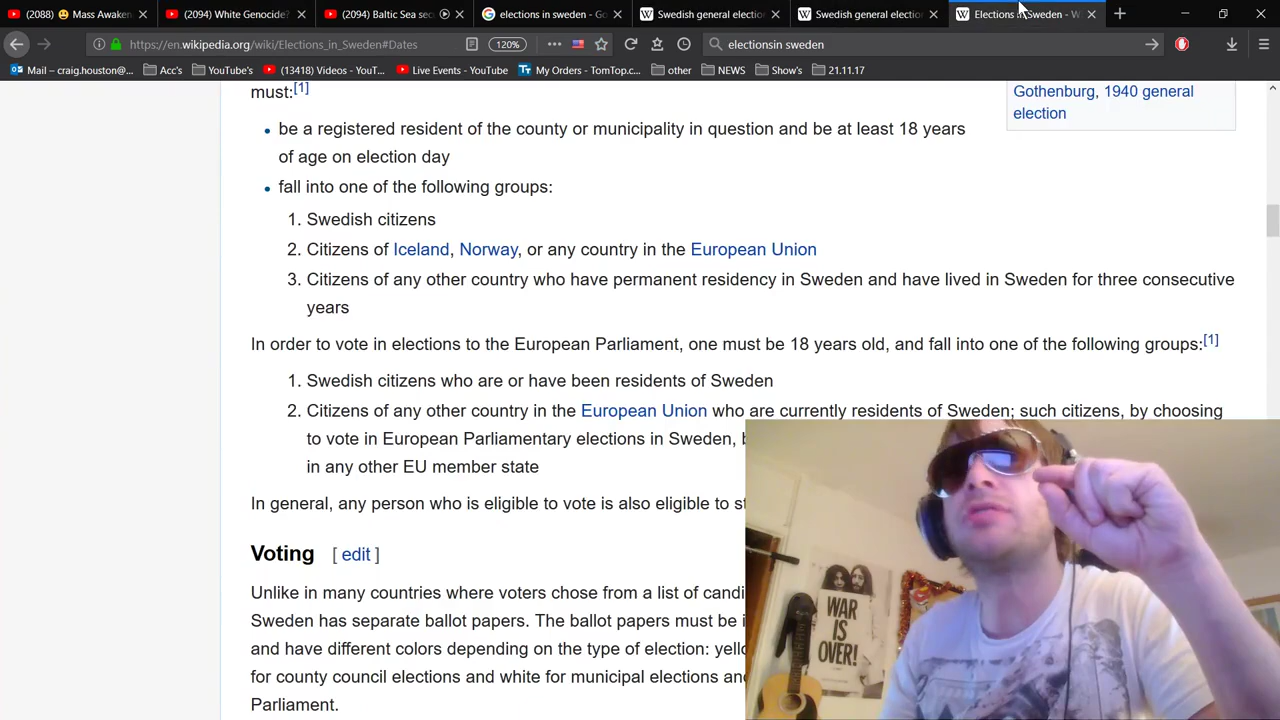 (2088) 😃 Mass Awaken
(2094) White Genocide?
(2094) Baltic Sea sec
elections in sweden - Go
Swedish general electio
Swedish general electio
Elections in Sweden - W
https://en.wikipedia.org/wiki/Elections_in_Sweden#Dates
120%
electionsin sweden
Mail – craig.houston@...
Acc's
YouTube's
(13418) Videos - YouT...
Live Events - YouTube
My Orders - TomTop.c...
other
NEWS
Show's
21.11.17
must:[1]
Gothenburg, 1940 general
election
be a registered resident of the county or municipality in question and be at least 18 years
of age on election day
fall into one of the following groups:
1. Swedish citizens
2. Citizens of Iceland, Norway, or any country in the European Union
3. Citizens of any other country who have permanent residency in Sweden and have lived in Sweden for three consecutive
years
In order to vote in elections to the European Parliament, one must be 18 years old, and fall into one of the following groups:[1]
1. Swedish citizens who are or have been residents of Sweden
2. Citizens of any other country in the European Union who are currently residents of Sweden; such citizens, by choosing
to vote in European Parliamentary elections in Sweden, b
in any other EU member state
In general, any person who is eligible to vote is also eligible to st
Voting [ edit ]
Unlike in many countries where voters chose from a list of candi
Sweden has separate ballot papers. The ballot papers must be i
and have different colors depending on the type of election: yello
for county council elections and white for municipal elections and
Parliament.
WAR
IS
OVER!